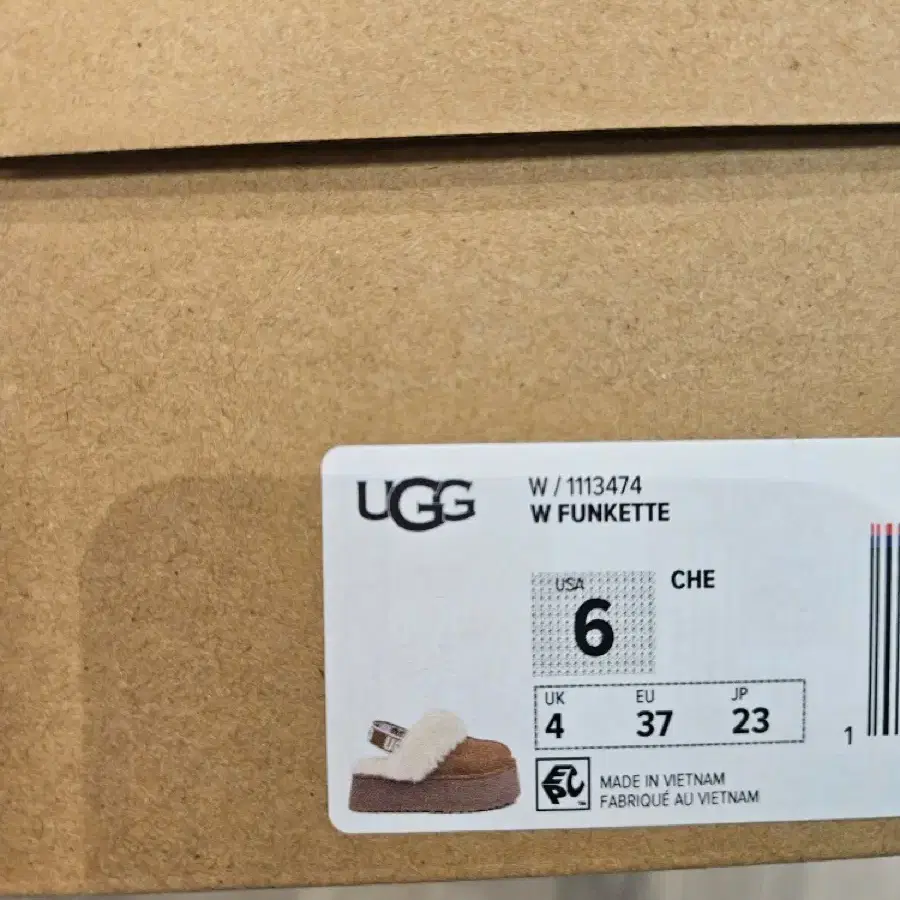 UGG
W / 1113474
W FUNKETTE
USA
6
CHE
UK EU JP
4 37 23
MADE IN VIETNAM
FABRIQUÉ AU VIETNAM
1